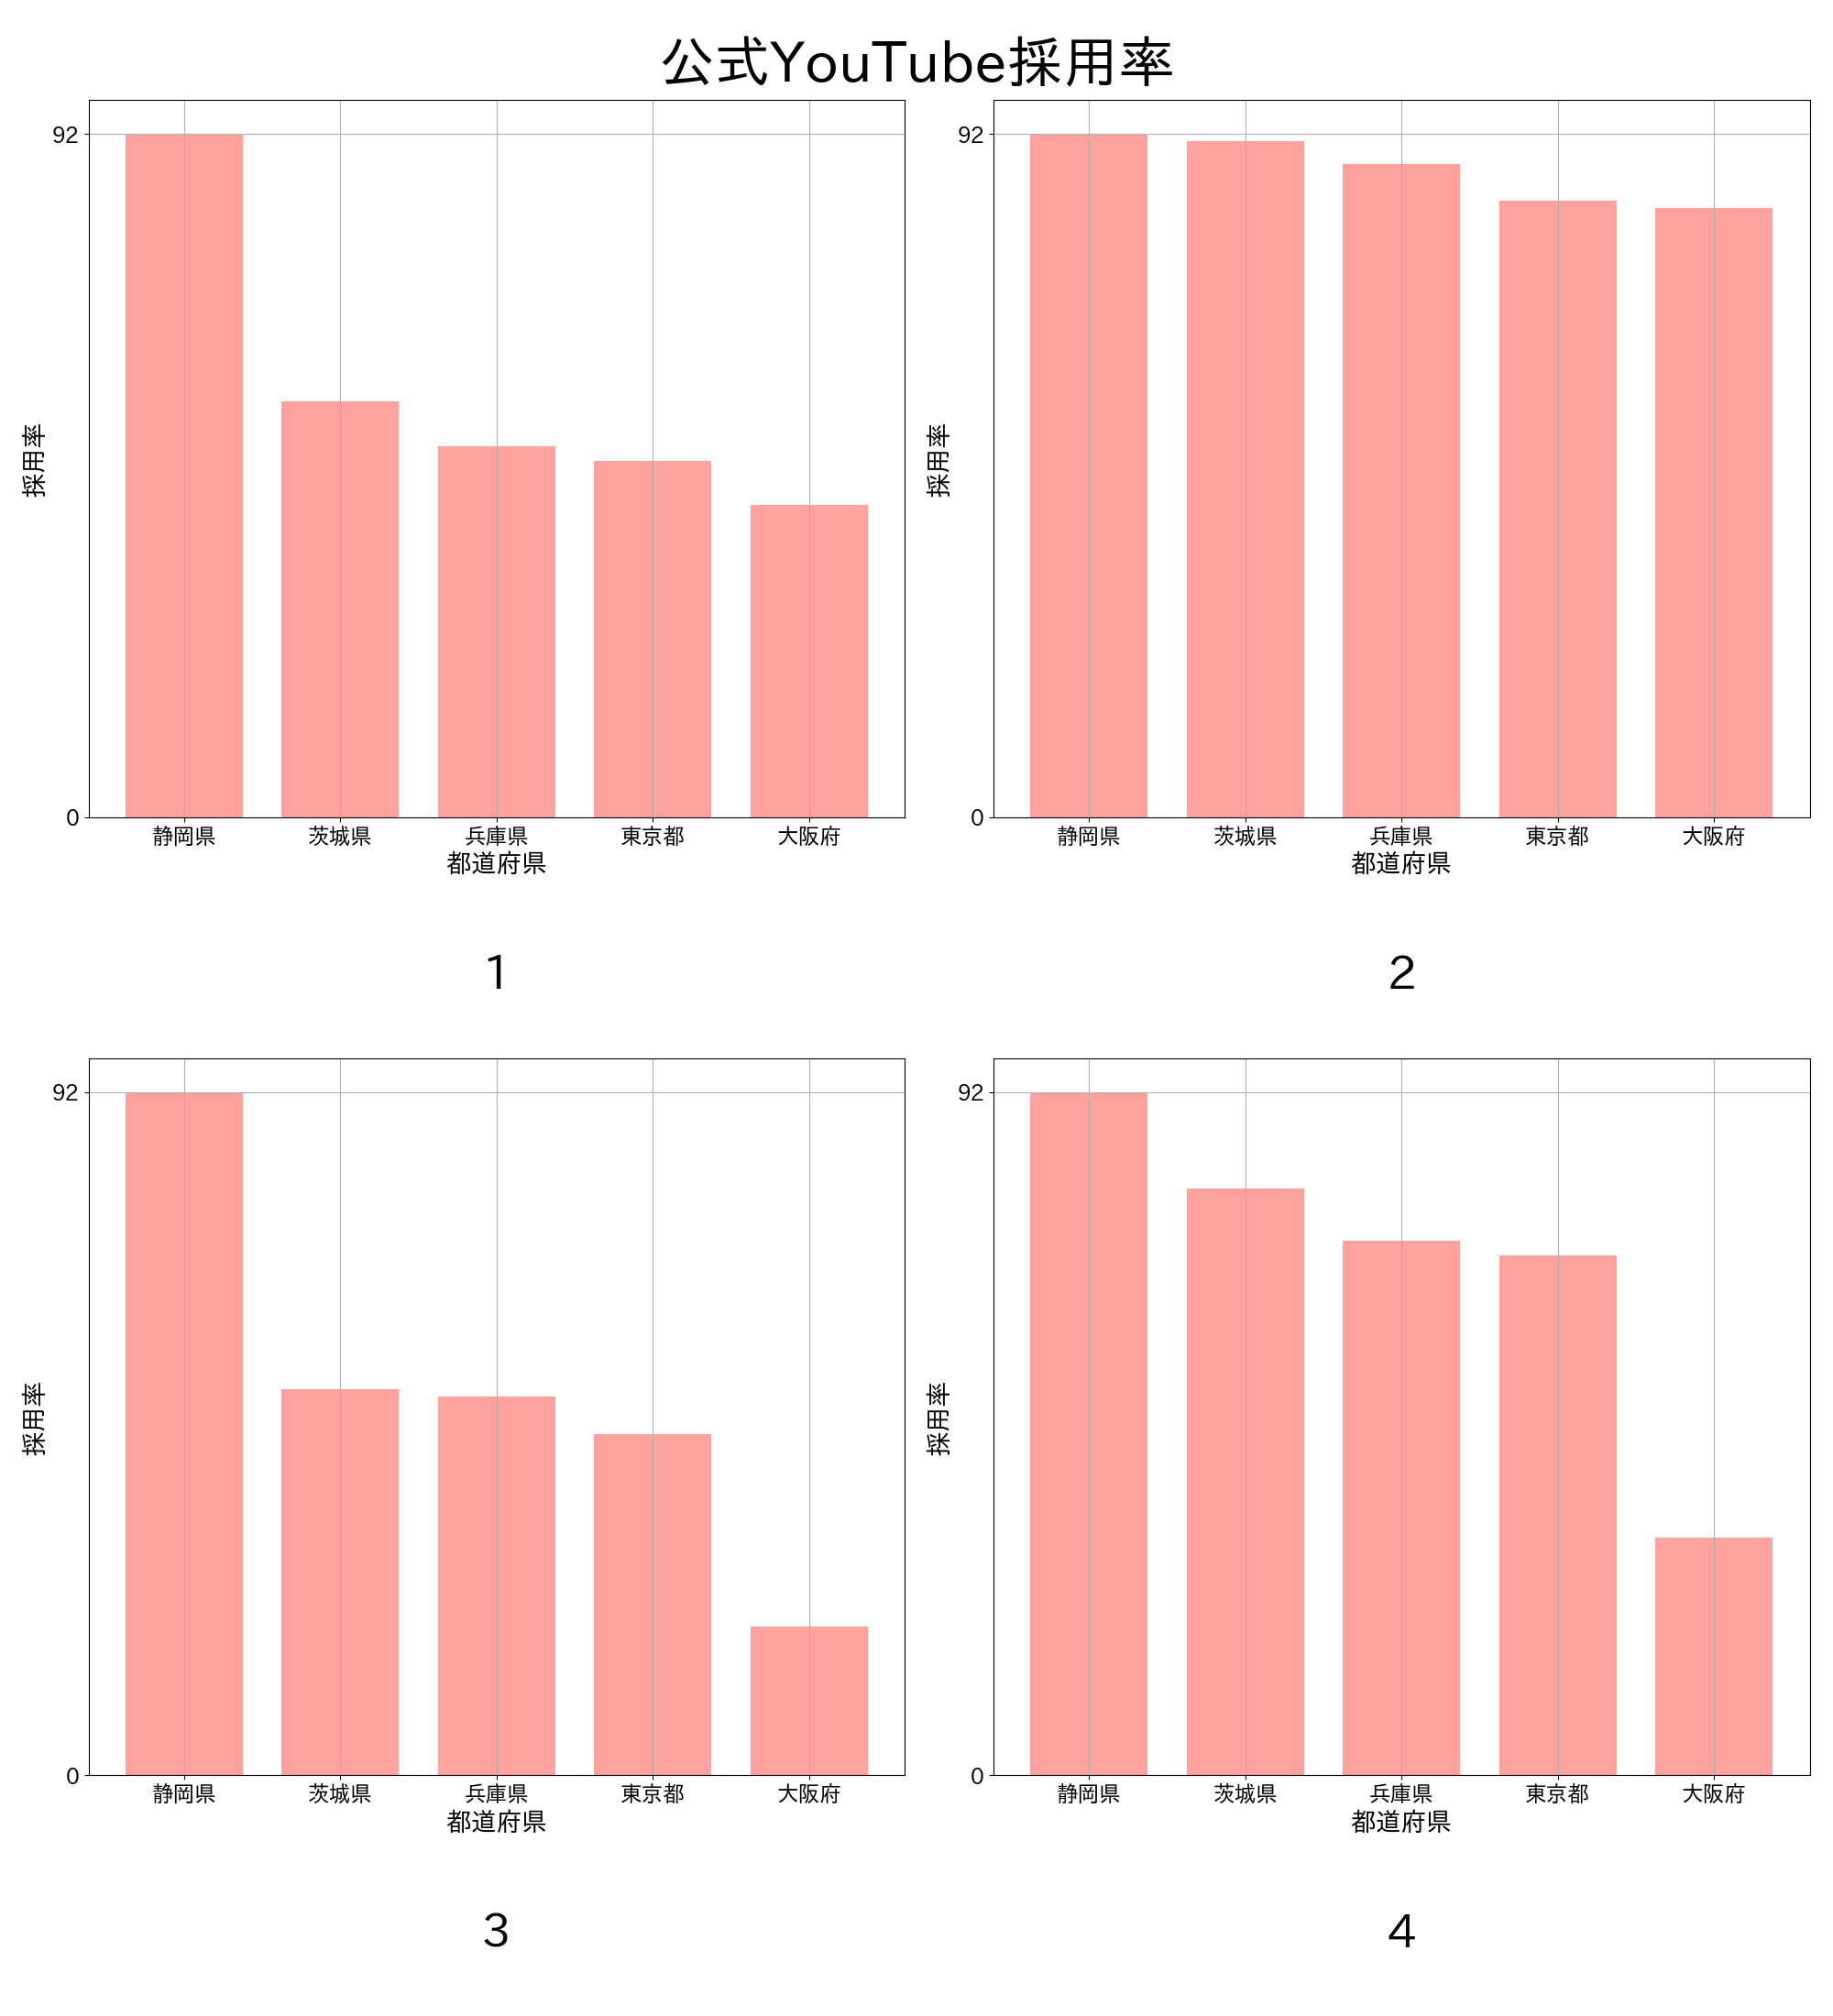 公式YouTube採用率
92
0
採用率
静岡県 茨城県 兵庫県 東京都 大阪府
都道府県
1
92
0
採用率
静岡県 茨城県 兵庫県 東京都 大阪府
都道府県
2
92
0
採用率
静岡県 茨城県 兵庫県 東京都 大阪府
都道府県
3
92
0
採用率
静岡県 茨城県 兵庫県 東京都 大阪府
都道府県
4